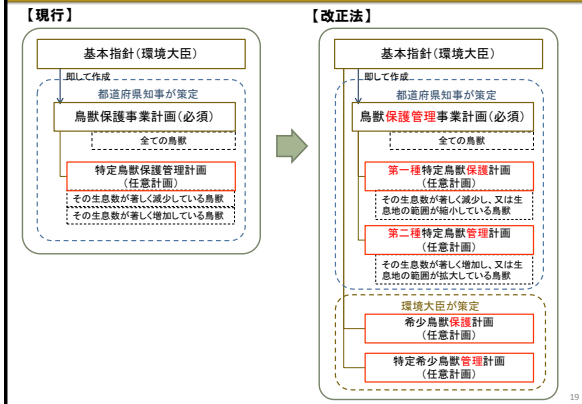 【現行】
基本指針(環境大臣)
即して作成
都道府県知事が策定
鳥獣保護事業計画(必須)
全ての鳥獣
特定鳥獣保護管理計画
(任意計画)
その生息数が著しく減少している鳥獣
その生息数が著しく増加している鳥獣
【改正法】
基本指針(環境大臣)
即して作成
都道府県知事が策定
鳥獣保護管理事業計画(必須)
全ての鳥獣
第一種特定鳥獣保護計画
(任意計画)
その生息数が著しく減少し、又は生
息地の範囲が縮小している鳥獣
第二種特定鳥獣管理計画
(任意計画)
その生息数が著しく増加し、又は生
息地の範囲が拡大している鳥獣
環境大臣が策定
希少鳥獣保護計画
(任意計画)
特定希少鳥獣管理計画
(任意計画)
19